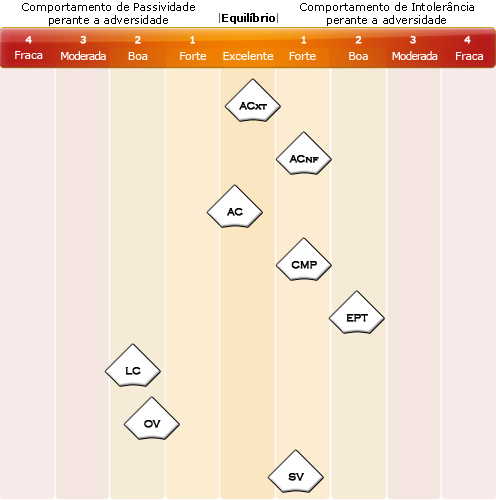 Comportamento de Passividade perante a adversidade
|Equilíbrio|
Comportamento de Intolerância perante a adversidade
4 3 2 1 1 2 3 4
Fraca Moderada Boa Forte Excelente Forte Boa Moderada Fraca
ACXT
ACNF
AC
CMP
EPT
LC
OV
SV